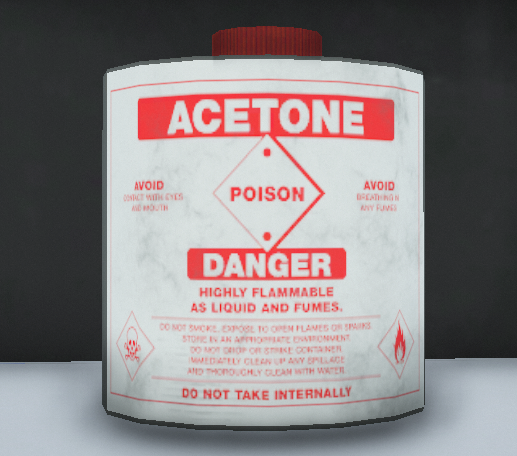 ACETONE
POISON
AVOID
CONTACT WITH EYES
AND MOUTH
AVOID
BREATHING IN
ANY FUMES
DANGER
HIGHLY FLAMMABLE
AS LIQUID AND FUMES.
DO NOT SMOKE, EXPOSE TO OPEN FLAMES OR SPARKS.
STORE IN AN APPROPRIATE ENVIRONMENT.
DO NOT DROP OR STRIKE CONTAINER.
IMMEDIATELY CLEAN UP ANY SPILLAGE
AND THOROUGHLY CLEAN WITH WATER.
DO NOT TAKE INTERNALLY